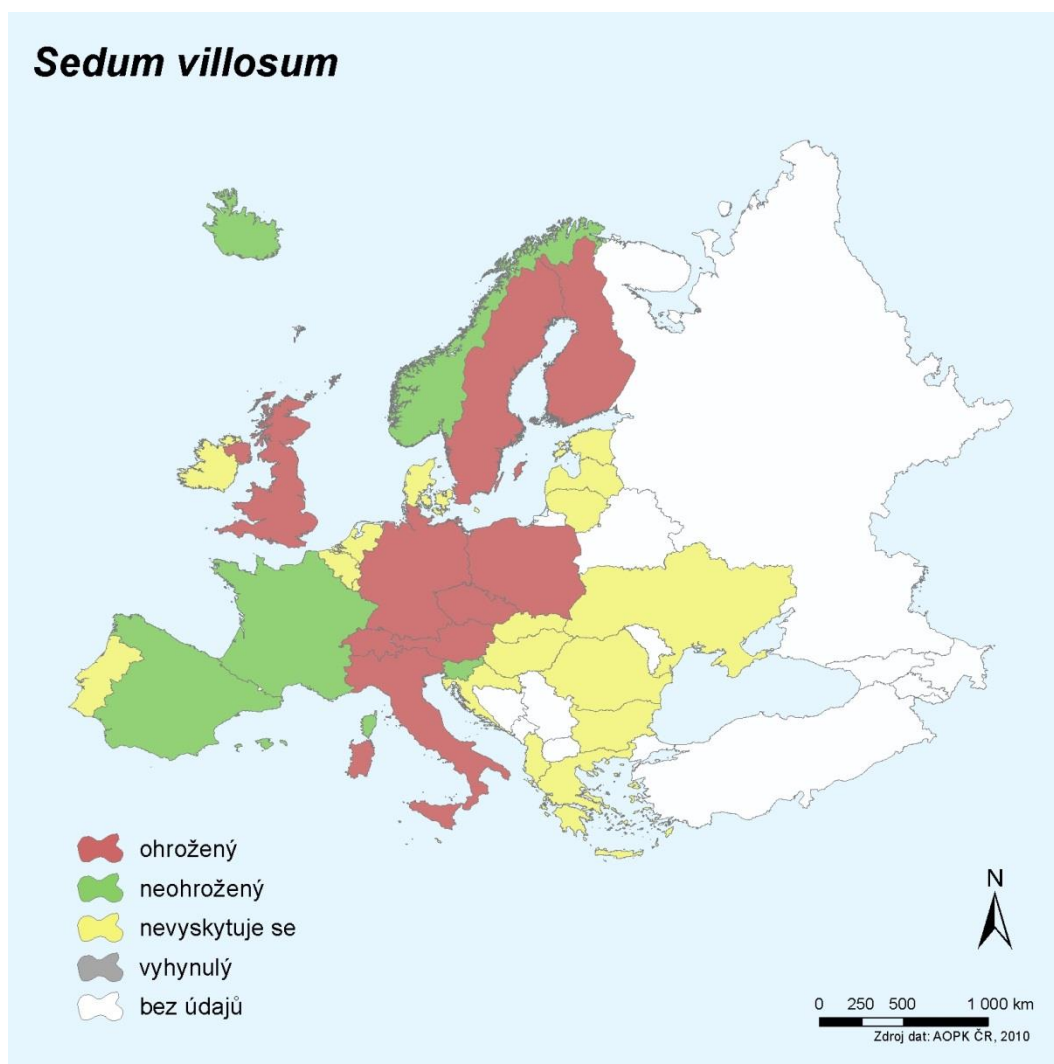 Sedum villosum
ohrožený
neohrožený
nevyskytuje se
vyhynulý
bez údajů
N
0 250 500 1 000 km
Zdroj dat: AOPK ČR, 2010